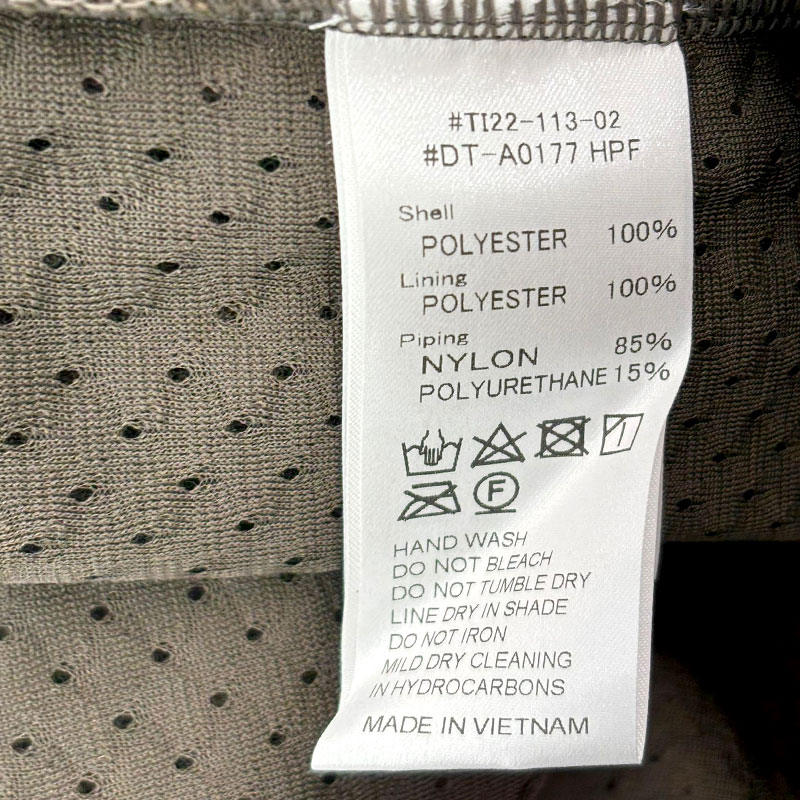 #TI22-113-02
#DT-A0177 HPF
Shell
POLYESTER 100%
Lining
POLYESTER 100%
Piping
NYLON 85%
POLYURETHANE 15%
F
HAND WASH
DO NOT BLEACH
DO NOT TUMBLE DRY
LINE DRY IN SHADE
DO NOT IRON
MILD DRY CLEANING
IN HYDROCARBONS
MADE IN VIETNAM